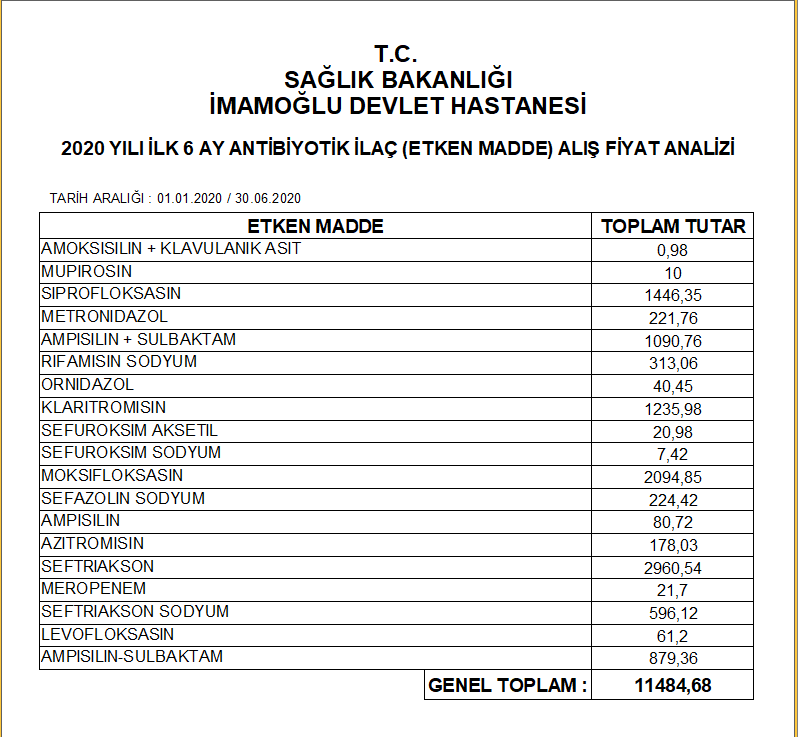 T.C.
SAĞLIK BAKANLIĞI
İMAMOĞLU DEVLET HASTANESİ
2020 YILI İLK 6 AY ANTİBİYOTİK İLAÇ (ETKEN MADDE) ALIŞ FİYAT ANALİZİ
TARİH ARALIĞI : 01.01.2020 / 30.06.2020
ETKEN MADDE TOPLAM TUTAR
AMOKSISILIN + KLAVULANIK ASIT 0,98
MUPIROSIN 10
SIPROFLOKSASIN 1446,35
METRONIDAZOL 221,76
AMPISILIN + SULBAKTAM 1090,76
RIFAMISIN SODYUM 313,06
ORNIDAZOL 40,45
KLARITROMISIN 1235,98
SEFUROKSIM AKSETIL 20,98
SEFUROKSIM SODYUM 7,42
MOKSIFLOKSASIN 2094,85
SEFAZOLIN SODYUM 224,42
AMPISILIN 80,72
AZITROMISIN 178,03
SEFTRIAKSON 2960,54
MEROPENEM 21,7
SEFTRIAKSON SODYUM 596,12
LEVOFLOKSASIN 61,2
AMPISILIN-SULBAKTAM 879,36
GENEL TOPLAM : 11484,68